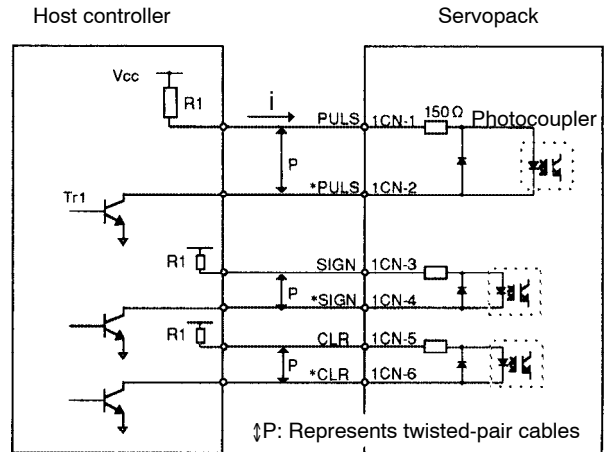 Host controller
Servopack
Vcc
R1
i
PULS
1CN-1
150 Ω
Photocoupler
P
Tr1
*PULS
1CN-2
R1
SIGN
1CN-3
P
*SIGN
1CN-4
R1
CLR
1CN-5
P
*CLR
1CN-6
↕P: Represents twisted-pair cables